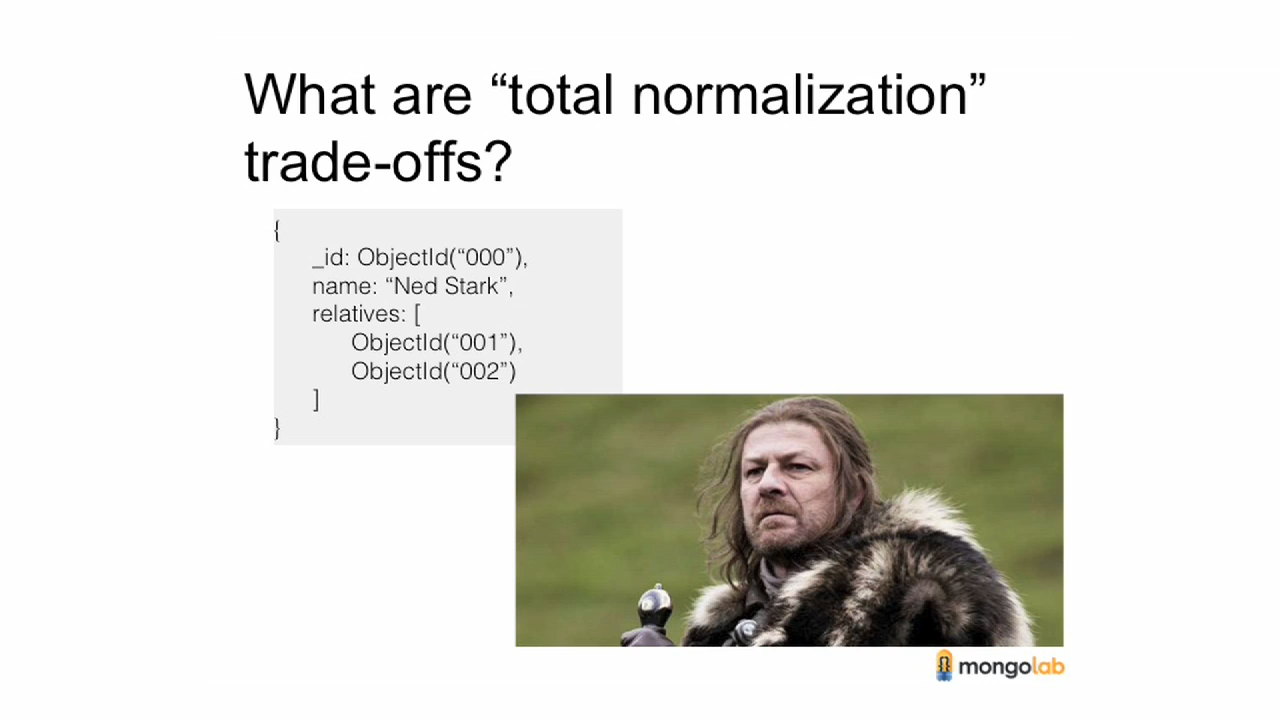 What are “total normalization”
trade-offs?
{
_id: ObjectId(“000”),
name: “Ned Stark”,
relatives: [
ObjectId(“001”),
ObjectId(“002”)
]
}
mongolab